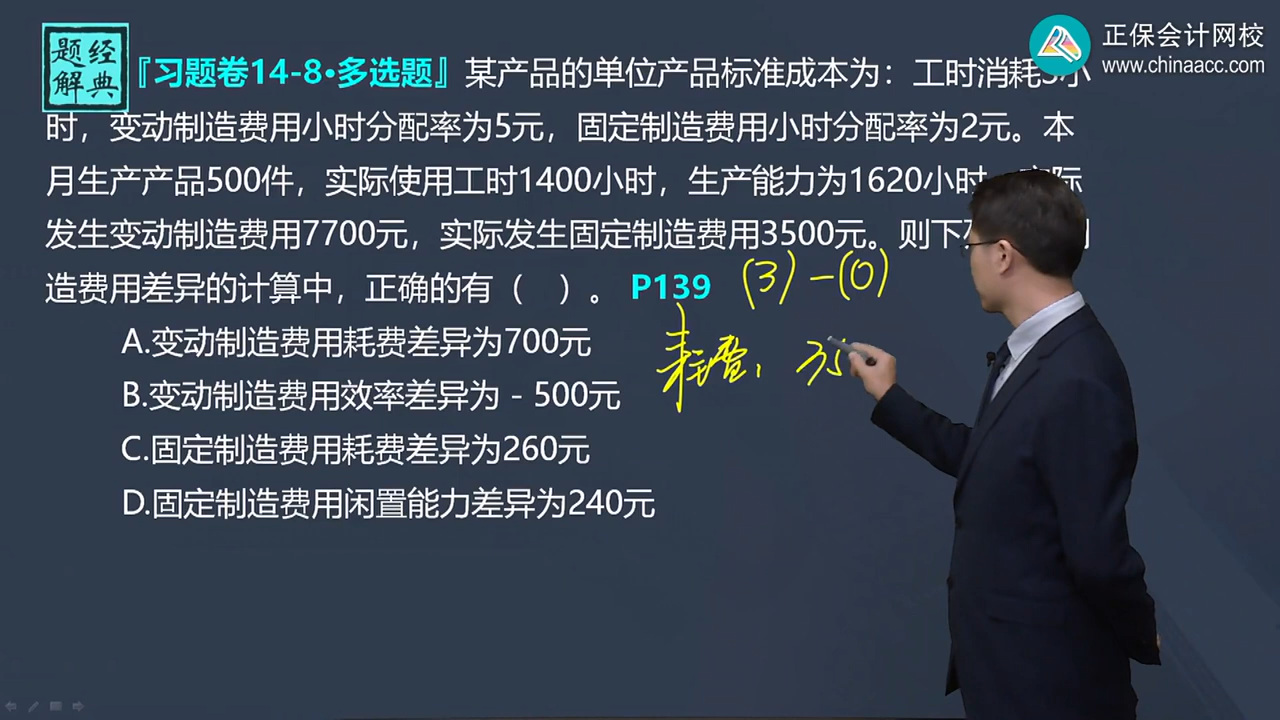 经典
题解
正保会计网校
www.chinaacc.com
『习题卷14-8·多选题』某产品的单位产品标准成本为：工时消耗3小
时，变动制造费用小时分配率为5元，固定制造费用小时分配率为2元。本
月生产产品500件，实际使用工时1400小时，生产能力为1620小时，实际
发生变动制造费用7700元，实际发生固定制造费用3500元。则下
造费用差异的计算中，正确的有（　）。 P139 (3)-(0)
A.变动制造费用耗费差异为700元
耗费, 35
B.变动制造费用效率差异为－500元
C.固定制造费用耗费差异为260元
D.固定制造费用闲置能力差异为240元